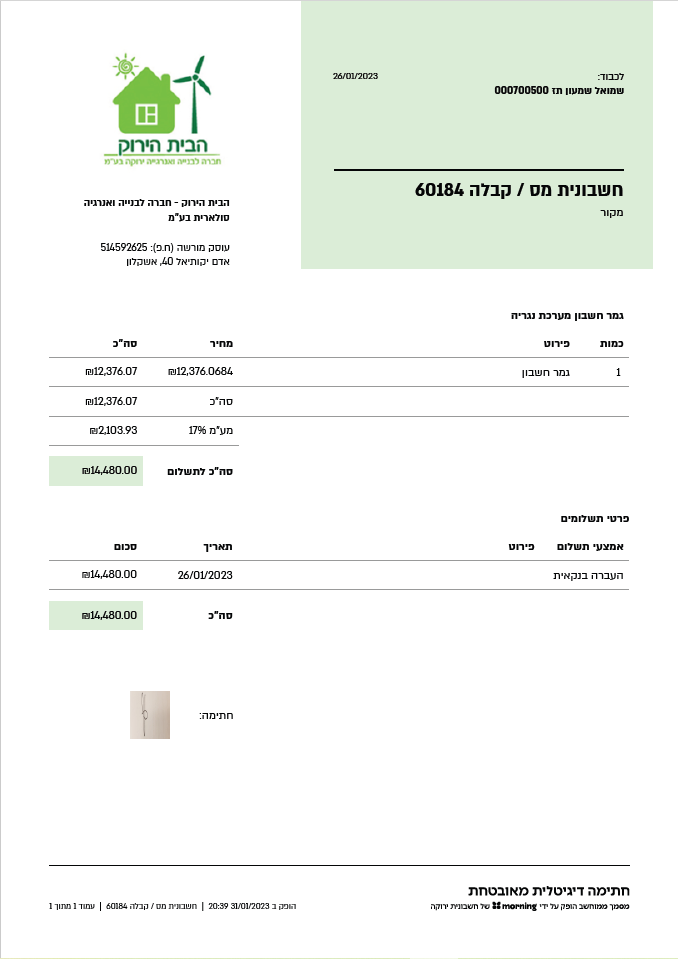 לכבוד:
שמואל שמעון תז 000700500
26/01/2023
חשבונית מס / קבלה 60184
מקור
הבית הירוק
חברה לבנייה ואנרגייה ירוקה בע"מ
הבית הירוק - חברה לבנייה ואנרגיה
סולארית בע"מ
עוסק מורשה (ח.פ): 514592625
אדם יקותיאל 40, אשקלון
גמר חשבון מערכת נגריה
כמות פירוט מחיר סה"כ
1 גמר חשבון ₪12,376.0684 ₪12,376.07
סה"כ ₪12,376.07
מע"מ 17% ₪2,103.93
סה"כ לתשלום ₪14,480.00
פרטי תשלומים
אמצעי תשלום פירוט תאריך סכום
העברה בנקאית 26/01/2023 ₪14,480.00
סה"כ ₪14,480.00
חתימה:
חתימה דיגיטלית מאובטחת
מסמך ממוחשב הופק על ידי morning של חשבונית ירוקה
הופק ב 31/01/2023 20:39 | חשבונית מס / קבלה 60184 | עמוד 1 מתוך 1